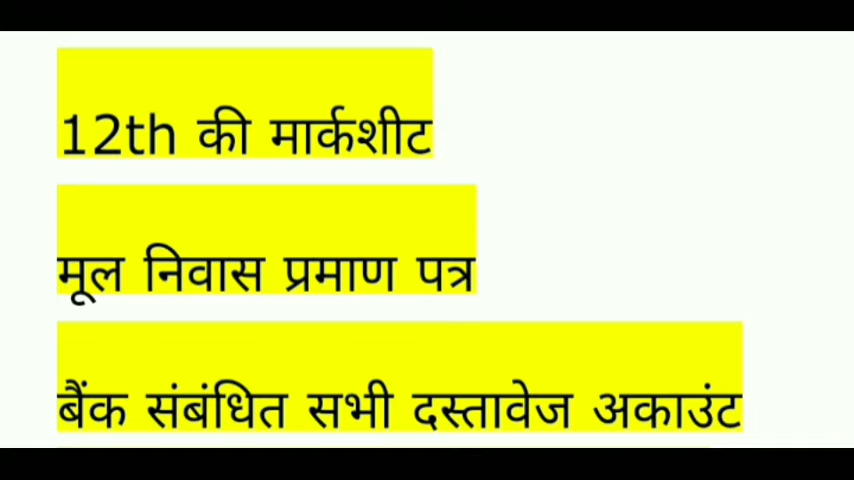 12th की मार्कशीट
मूल निवास प्रमाण पत्र
बैंक संबंधित सभी दस्तावेज अकाउंट